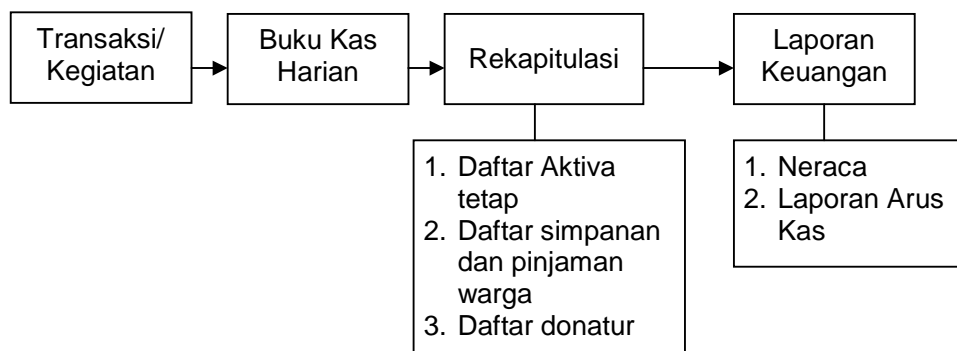 Transaksi/
Kegiatan
Buku Kas
Harian
Rekapitulasi
Laporan
Keuangan
1. Daftar Aktiva
tetap
2. Daftar simpanan
dan pinjaman
warga
3. Daftar donatur
1. Neraca
2. Laporan Arus
Kas